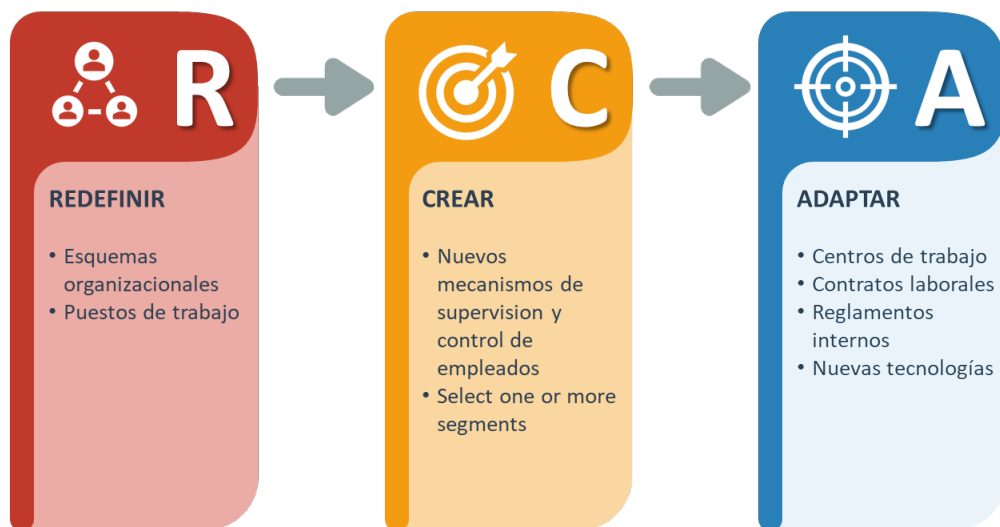 R
REDEFINIR
• Esquemas
organizacionales
• Puestos de trabajo
C
CREAR
• Nuevos
mecanismos de
supervision y
control de
empleados
• Select one or more
segments
A
ADAPTAR
• Centros de trabajo
• Contratos laborales
• Reglamentos
internos
• Nuevas tecnologías